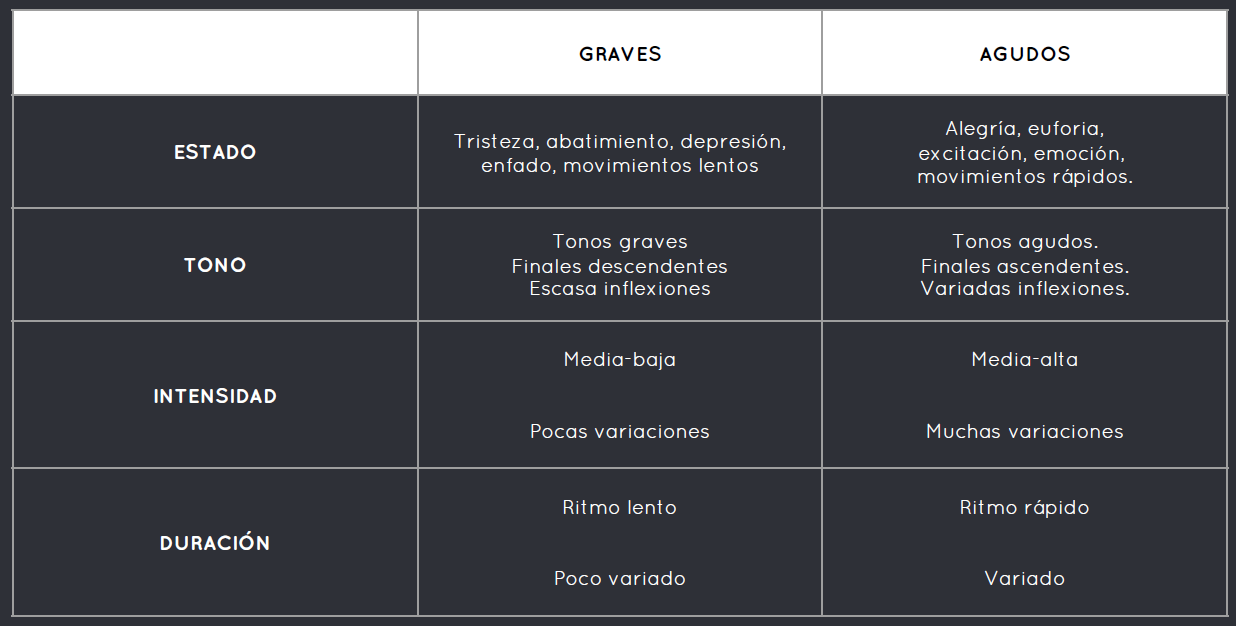 GRAVES
AGUDOS
ESTADO
Tristeza, abatimiento, depresión,
enfado, movimientos lentos
Alegría, euforia,
excitación, emoción,
movimientos rápidos.
TONO
Tonos graves
Finales descendentes
Escasa inflexiones
Tonos agudos.
Finales ascendentes.
Variadas inflexiones.
INTENSIDAD
Media-baja
Pocas variaciones
Media-alta
Muchas variaciones
DURACIÓN
Ritmo lento
Poco variado
Ritmo rápido
Variado